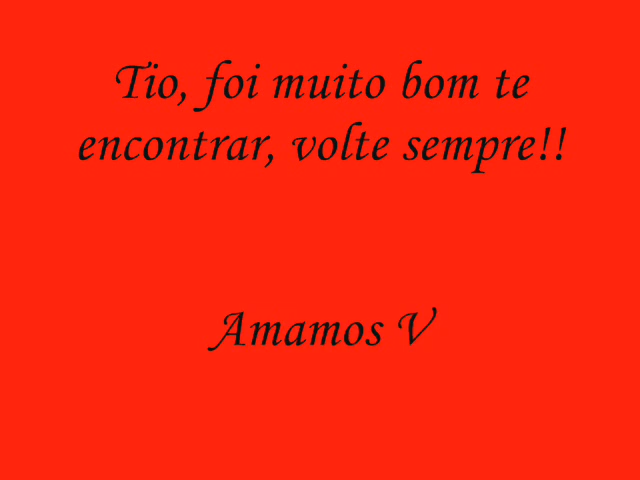 Tio, foi muito bom te
encontrar, volte sempre!!
Amamos V